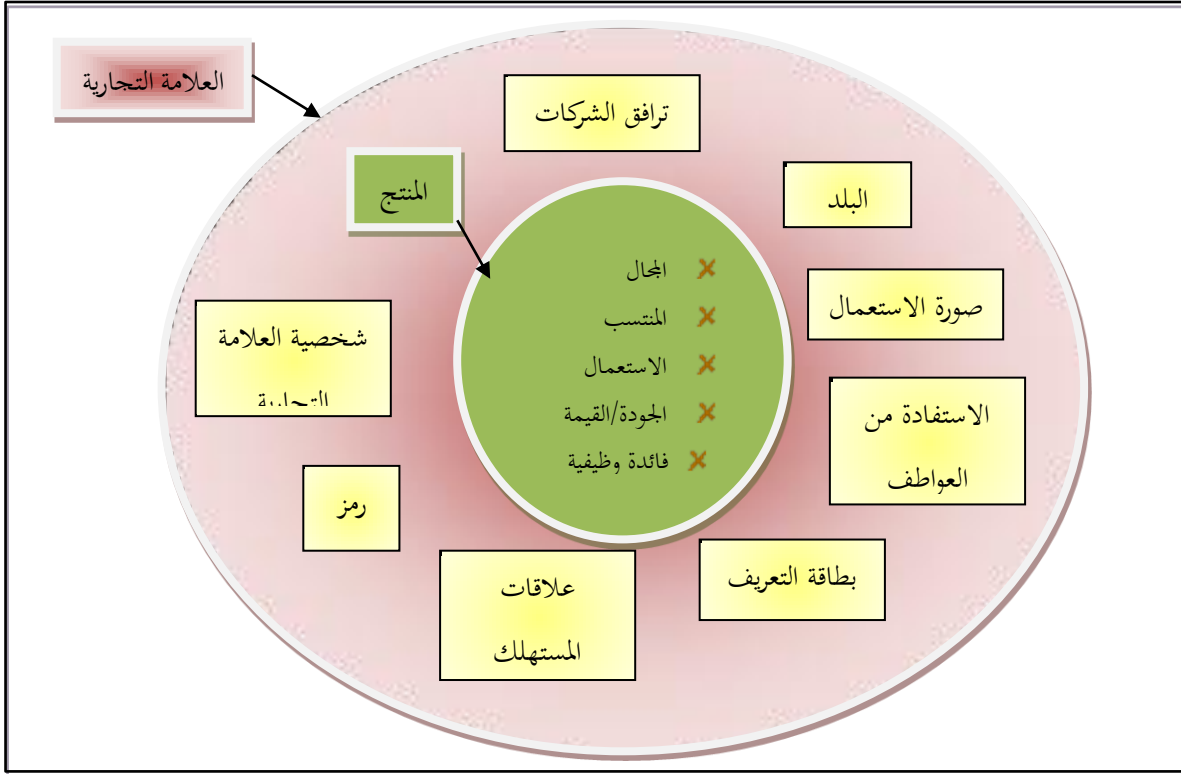 العلامة التجارية
ترافق الشركات
البلد
المنتج
المجال
المنتسب
الاستعمال
الجودة/القيمة
فائدة وظيفية
صورة الاستعمال
شخصية العلامة
التجارية
الاستفادة من
العواطف
رمز
بطاقة التعريف
علاقات
المستهلك